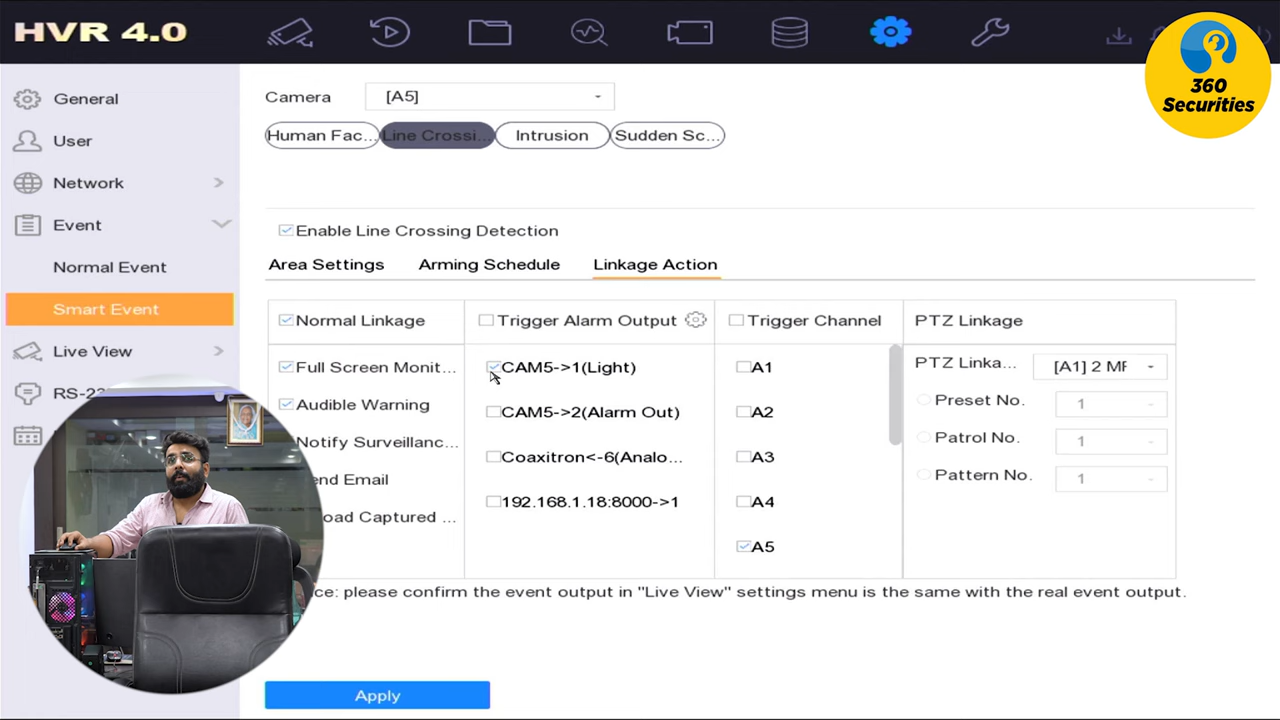 HVR 4.0
360
Securities
General
User
Network
Event
Normal Event
Smart Event
Live View
Camera [A5]
Human Fac... Line Crossi... Intrusion Sudden Sc...
Enable Line Crossing Detection
Area Settings Arming Schedule Linkage Action
Normal Linkage Trigger Alarm Output Trigger Channel PTZ Linkage
Full Screen Monit... CAM5->1(Light) A1 PTZ Linka... [A1] 2 MF
Audible Warning CAM5->2(Alarm Out) A2 Preset No. 1
Notify Surveillanc... Coaxitron<-6(Analo... A3 Patrol No. 1
Email 192.168.1.18:8000->1 A4 Pattern No. 1
Captured ... A5
please confirm the event output in "Live View" settings menu is the same with the real event output.
Apply